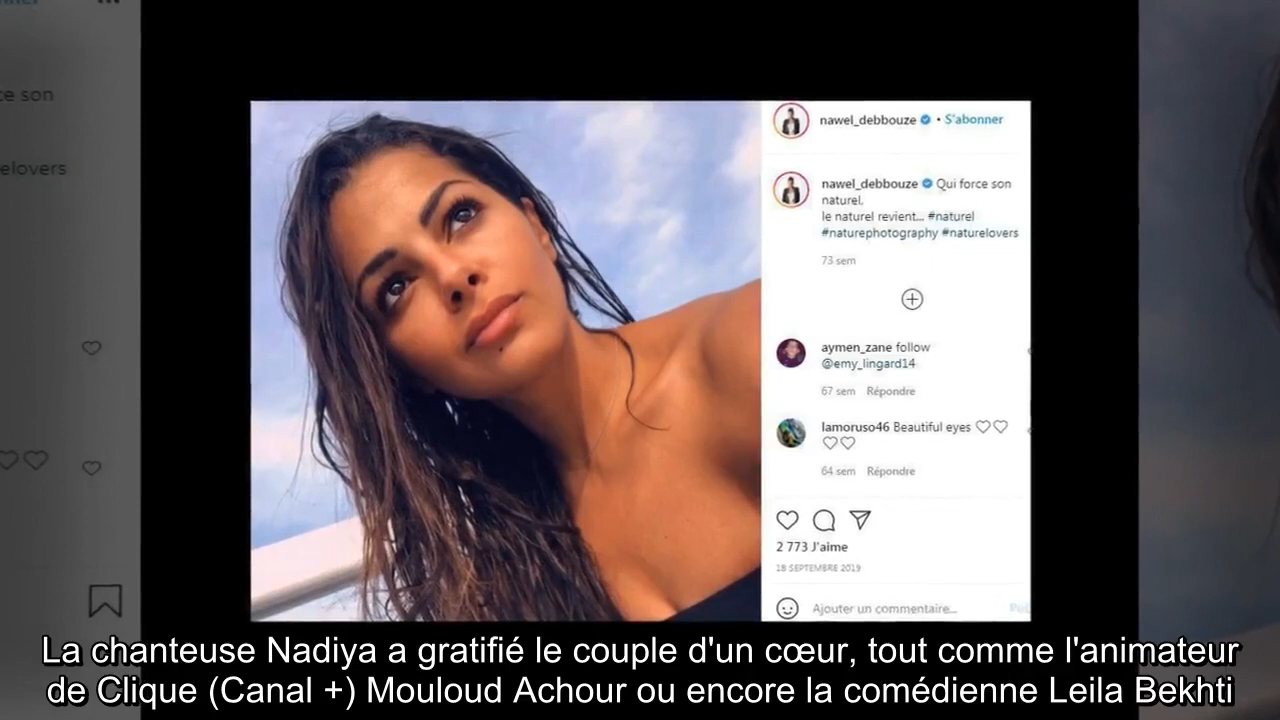 ce son
elovers
nawel_debbouze • S'abonner
nawel_debbouze Qui force son
naturel,
le naturel revient... #naturel
#naturephotography #naturelovers
73 sem
aymen_zane follow
@emy_lingard14
67 sem Répondre
lamoruso46 Beautiful eyes ♡♡
♡♡
64 sem Répondre
2 773 J'aime
18 SEPTEMBRE 2019
Ajouter un commentaire...
La chanteuse Nadiya a gratifié le couple d'un cœur, tout comme l'animateur
de Clique (Canal +) Mouloud Achour ou encore la comédienne Leila Bekhti